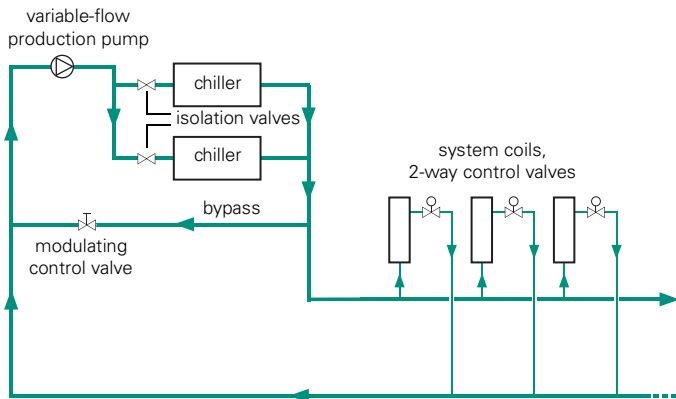 variable-flow
production pump
chiller
isolation valves
chiller
system coils,
2-way control valves
bypass
modulating
control valve